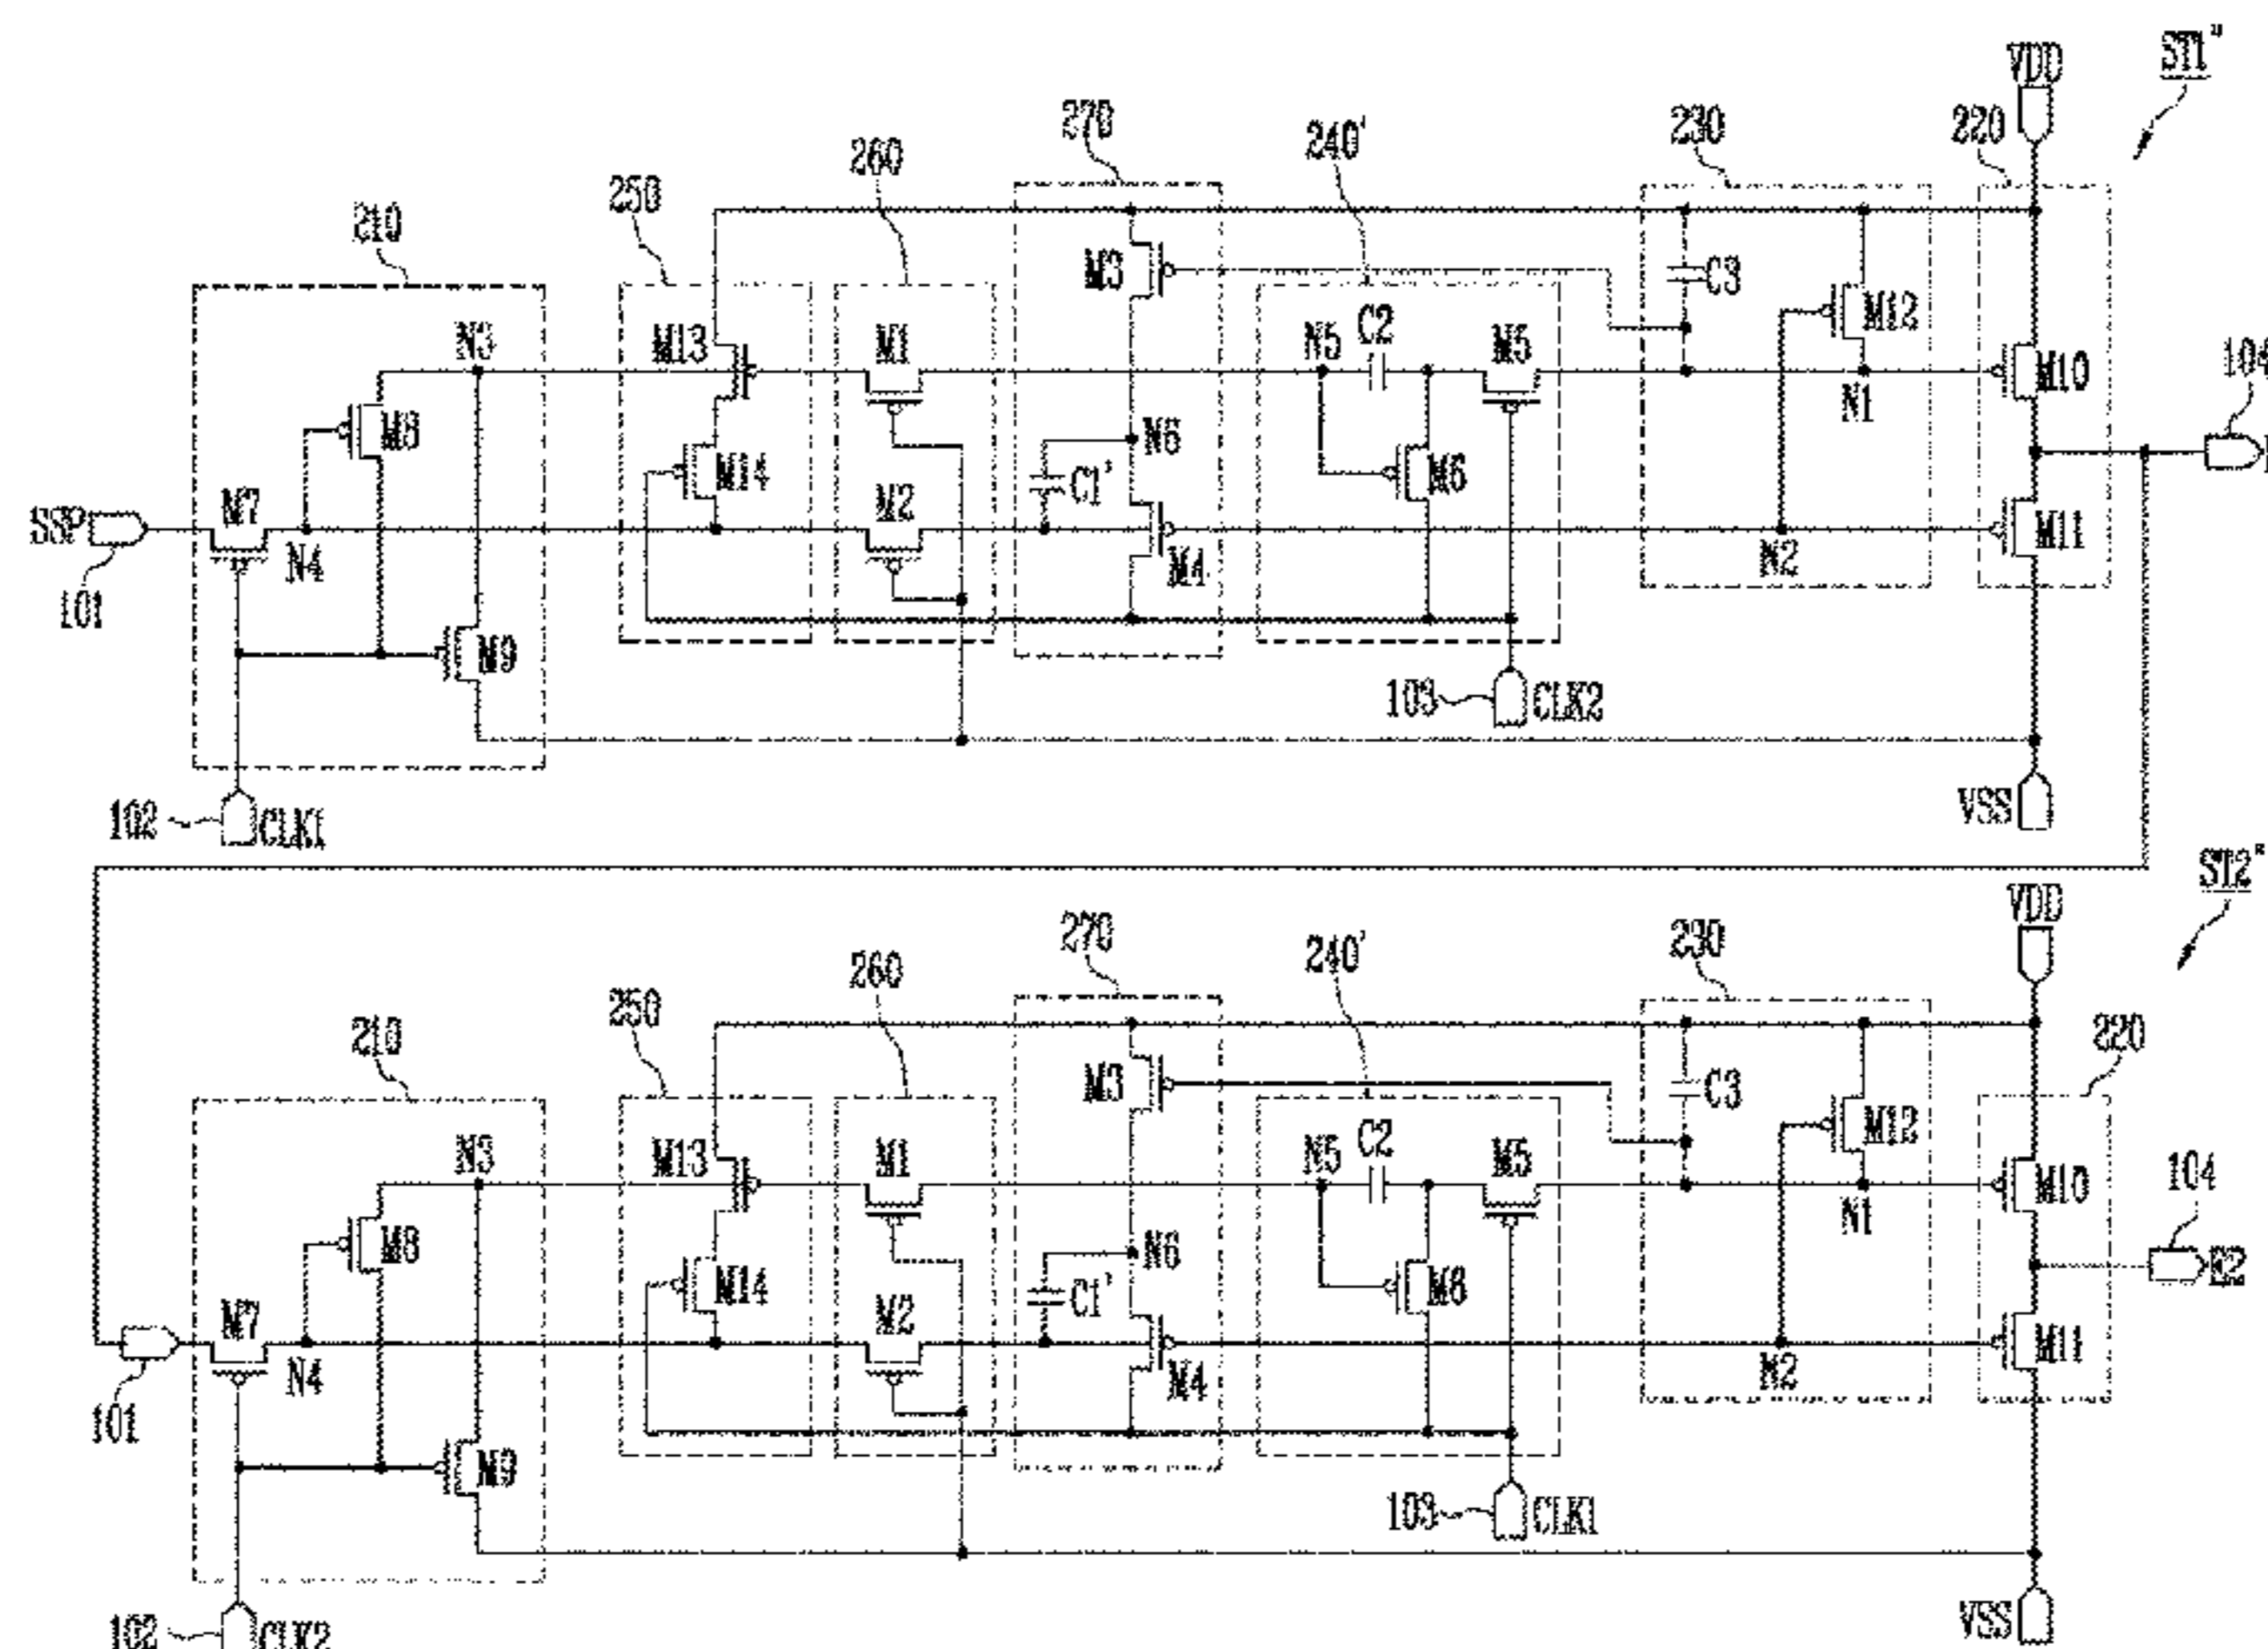 ST1"
VDD
270
240'
230
220
260
250
210
M3
C3
M12
N3
M13
M1
N5
C2
M5
M10
104
M8
N1
M14
N6
C1'
M6
SSP
M7
M2
M11
N4
M4
N2
101
M9
103
CLK2
102
CLK1
VSS
ST2"
VDD
270
240'
230
260
250
220
210
M3
C3
M12
N3
M13
M1
N5
C2
M5
M10
104
M8
N1
E2
M14
N6
C1'
M7
M2
M11
N4
M4
N2
101
M9
103
CLK1
102
CLK2
VSS